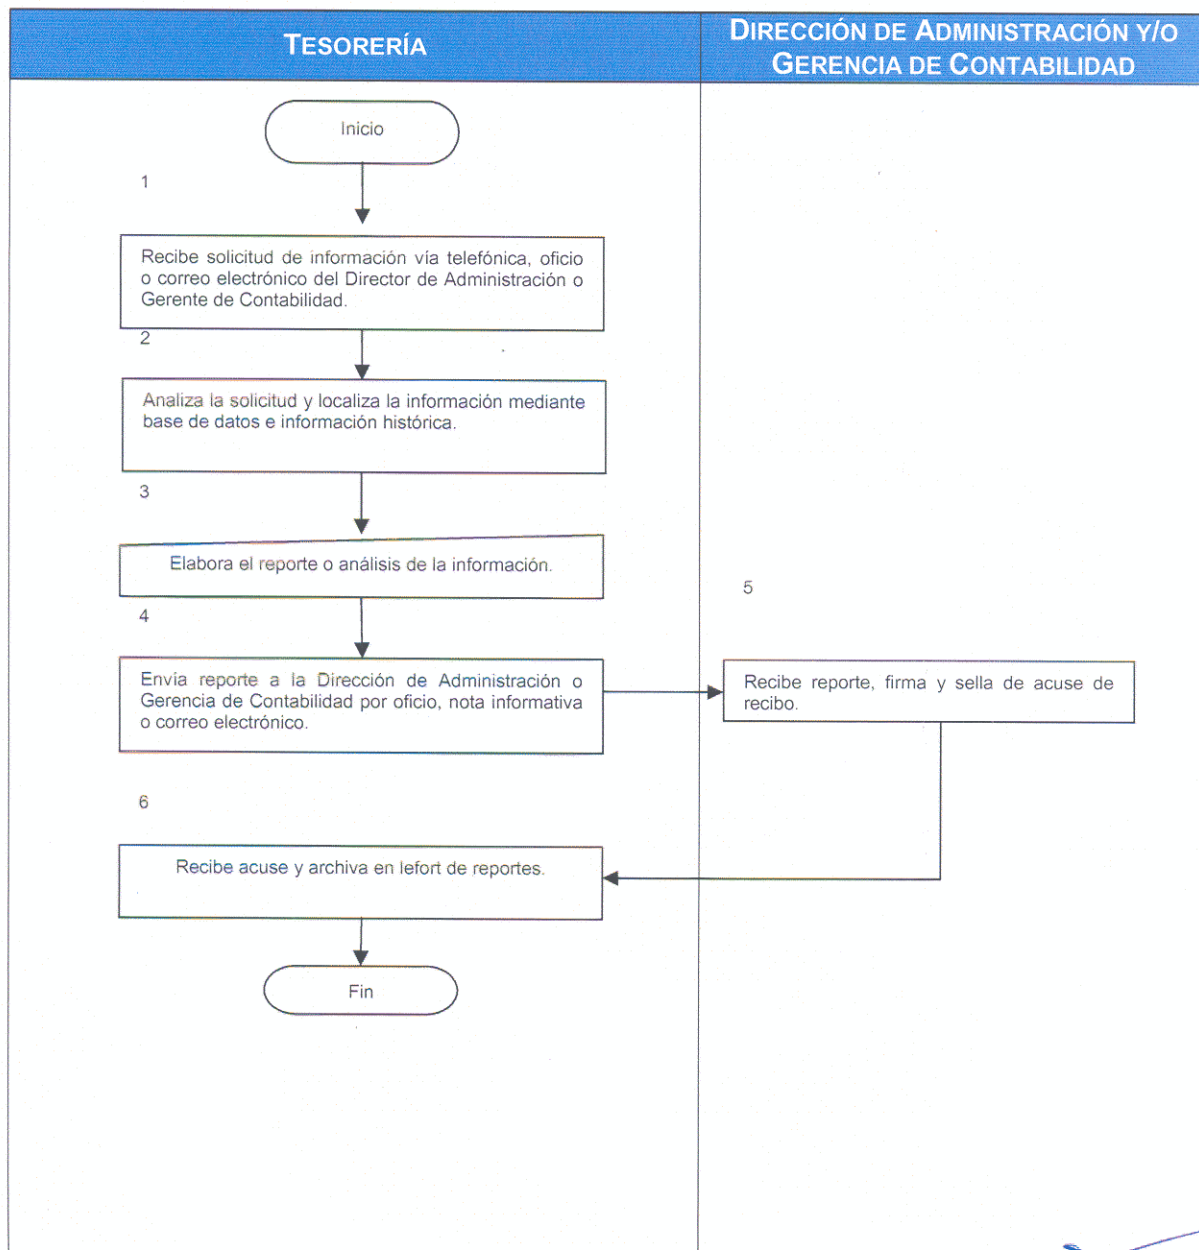 TESORERÍA
DIRECCIÓN DE ADMINISTRACIÓN Y/O
GERENCIA DE CONTABILIDAD
Inicio
1
Recibe solicitud de información vía telefónica, oficio
o correo electrónico del Director de Administración o
Gerente de Contabilidad.
2
Analiza la solicitud y localiza la información mediante
base de datos e información histórica.
3
Elabora el reporte o análisis de la información.
4
Envía reporte a la Dirección de Administración o
Gerencia de Contabilidad por oficio, nota informativa
o correo electrónico.
5
Recibe reporte, firma y sella de acuse de
recibo.
6
Recibe acuse y archiva en lefort de reportes.
Fin